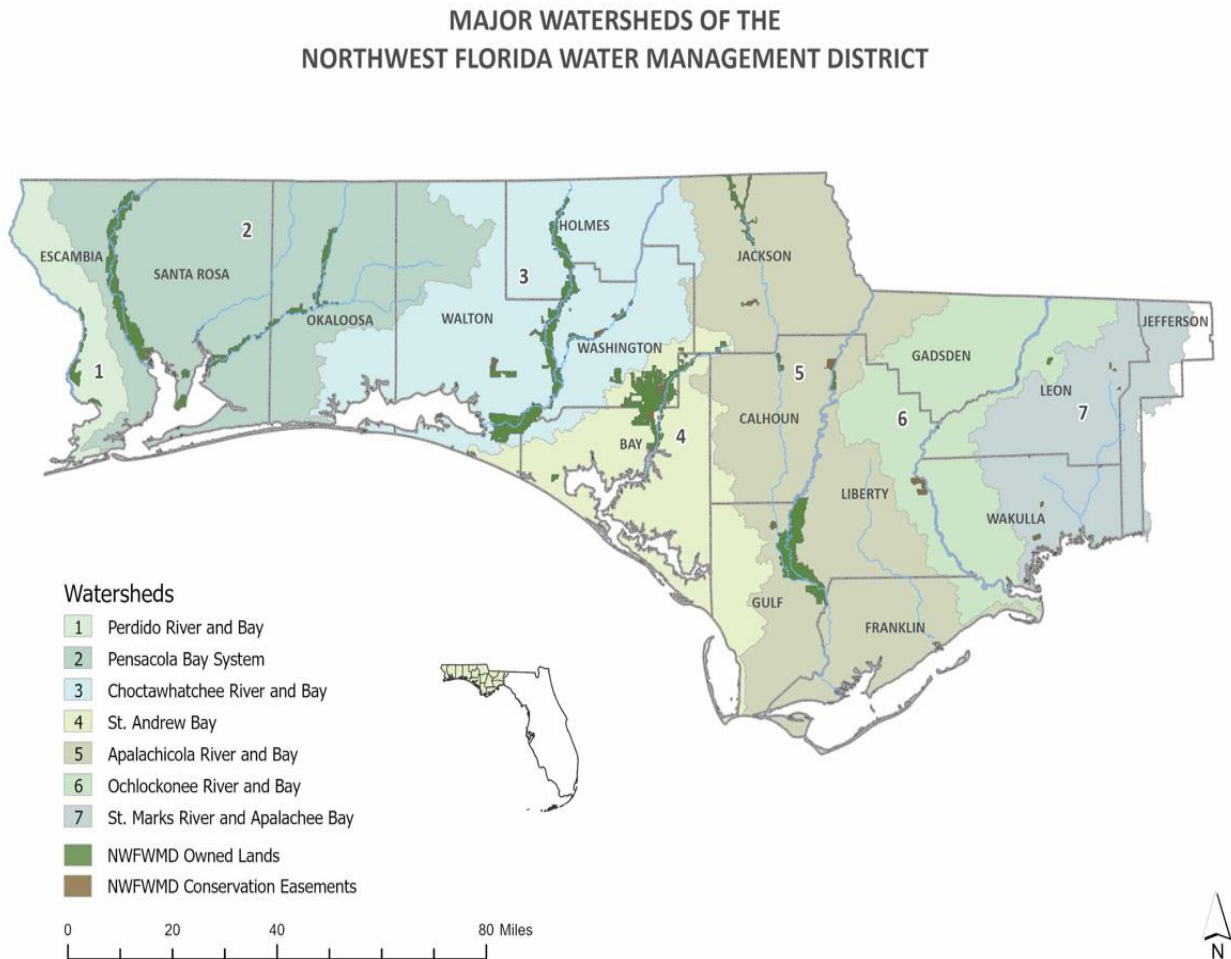 MAJOR WATERSHEDS OF THE
NORTHWEST FLORIDA WATER MANAGEMENT DISTRICT
ESCAMBIA
SANTA ROSA
2
OKALOOSA
1
WALTON
3
HOLMES
WASHINGTON
BAY
4
JACKSON
5
CALHOUN
LIBERTY
GULF
FRANKLIN
GADSDEN
6
LEON
7
JEFFERSON
WAKULLA
Watersheds
1 Perdido River and Bay
2 Pensacola Bay System
3 Choctawhatchee River and Bay
4 St. Andrew Bay
5 Apalachicola River and Bay
6 Ochlockonee River and Bay
7 St. Marks River and Apalachee Bay
NWFWMD Owned Lands
NWFWMD Conservation Easements
0 20 40 80 Miles
N